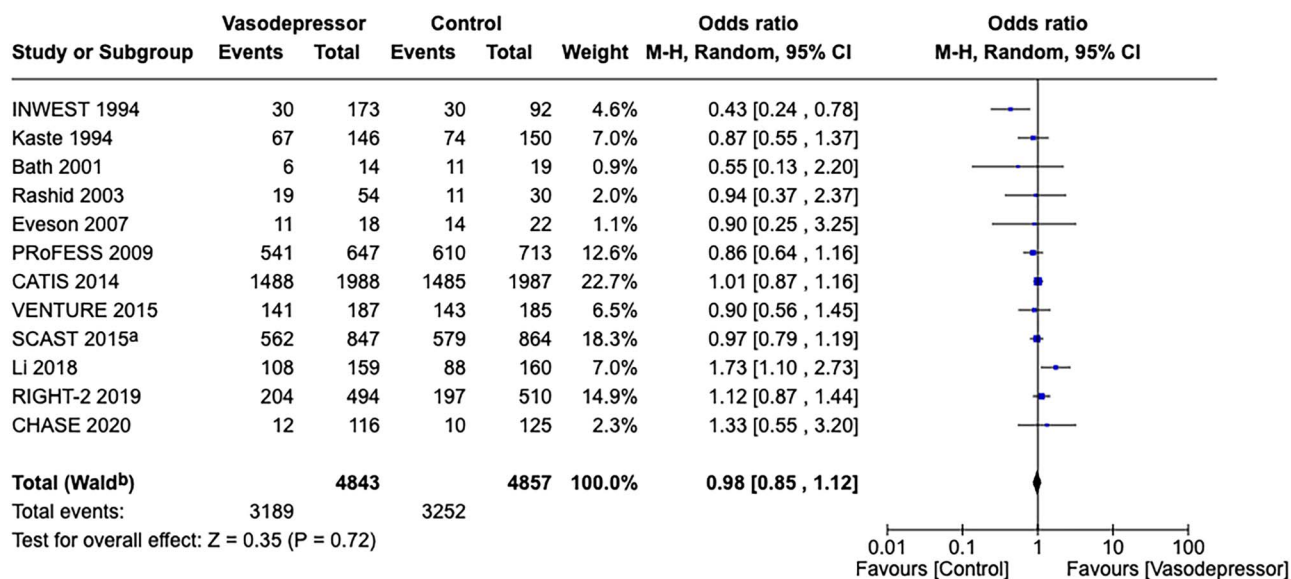 Vasodepressor Control Odds ratio Odds ratio
Study or Subgroup Events Total Events Total Weight M-H, Random, 95% CI M-H, Random, 95% CI
INWEST 1994 30 173 30 92 4.6% 0.43 [0.24 , 0.78]
Kaste 1994 67 146 74 150 7.0% 0.87 [0.55 , 1.37]
Bath 2001 6 14 11 19 0.9% 0.55 [0.13 , 2.20]
Rashid 2003 19 54 11 30 2.0% 0.94 [0.37 , 2.37]
Eveson 2007 11 18 14 22 1.1% 0.90 [0.25 , 3.25]
PRoFESS 2009 541 647 610 713 12.6% 0.86 [0.64 , 1.16]
CATIS 2014 1488 1988 1485 1987 22.7% 1.01 [0.87 , 1.16]
VENTURE 2015 141 187 143 185 6.5% 0.90 [0.56 , 1.45]
SCAST 2015ᵃ 562 847 579 864 18.3% 0.97 [0.79 , 1.19]
Li 2018 108 159 88 160 7.0% 1.73 [1.10 , 2.73]
RIGHT-2 2019 204 494 197 510 14.9% 1.12 [0.87 , 1.44]
CHASE 2020 12 116 10 125 2.3% 1.33 [0.55 , 3.20]
Total (Waldᵇ) 4843 4857 100.0% 0.98 [0.85 , 1.12]
Total events: 3189 3252
Test for overall effect: Z = 0.35 (P = 0.72)
0.01 0.1 1 10 100
Favours [Control] Favours [Vasodepressor]